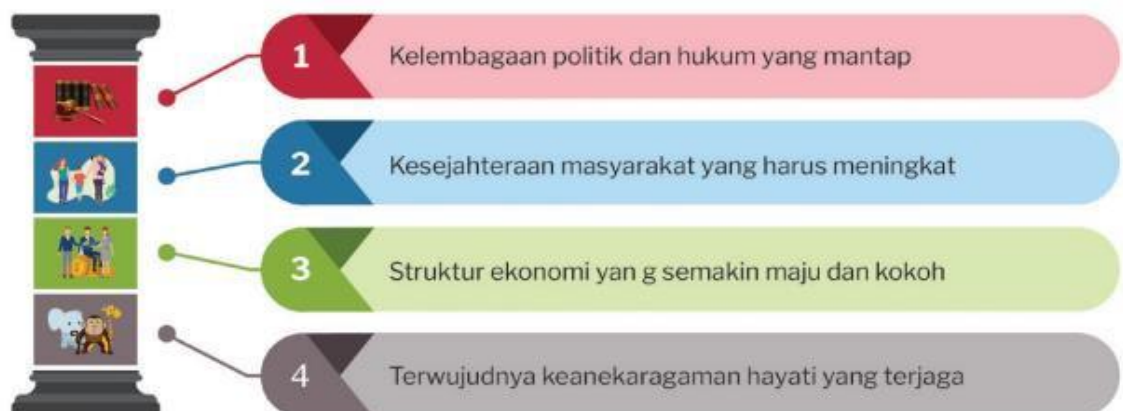 1
Kelembagaan politik dan hukum yang mantap
2
Kesejahteraan masyarakat yang harus meningkat
3
Struktur ekonomi yan g semakin maju dan kokoh
4
Terwujudnya keanekaragaman hayati yang terjaga